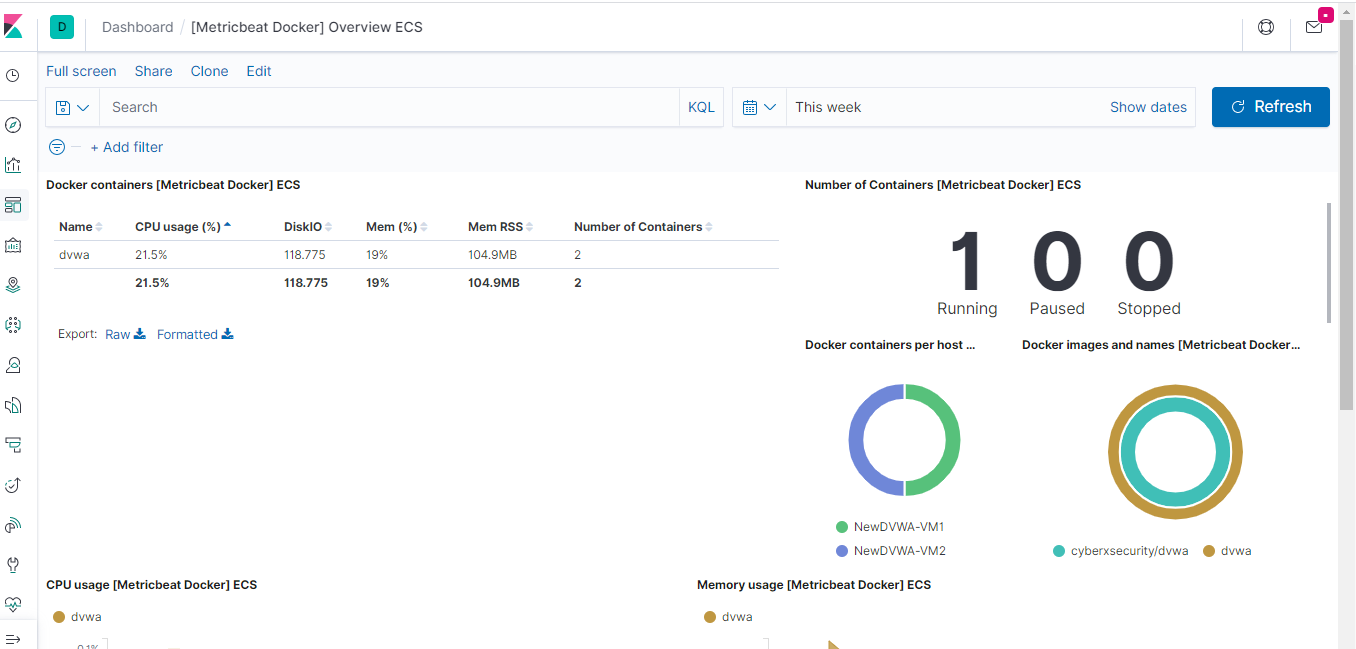 D Dashboard / [Metricbeat Docker] Overview ECS
Full screen Share Clone Edit
Search KQL This week Show dates Refresh
+ Add filter
Docker containers [Metricbeat Docker] ECS
Name CPU usage (%) DiskIO Mem (%) Mem RSS Number of Containers
dvwa 21.5% 118.775 19% 104.9MB 2
21.5% 118.775 19% 104.9MB 2
Export: Raw Formatted
Number of Containers [Metricbeat Docker] ECS
1 0 0
Running Paused Stopped
Docker containers per host ...
NewDVWA-VM1
NewDVWA-VM2
Docker images and names [Metricbeat Docker...
cyberxsecurity/dvwa dvwa
CPU usage [Metricbeat Docker] ECS
dvwa
0.1%
Memory usage [Metricbeat Docker] ECS
dvwa